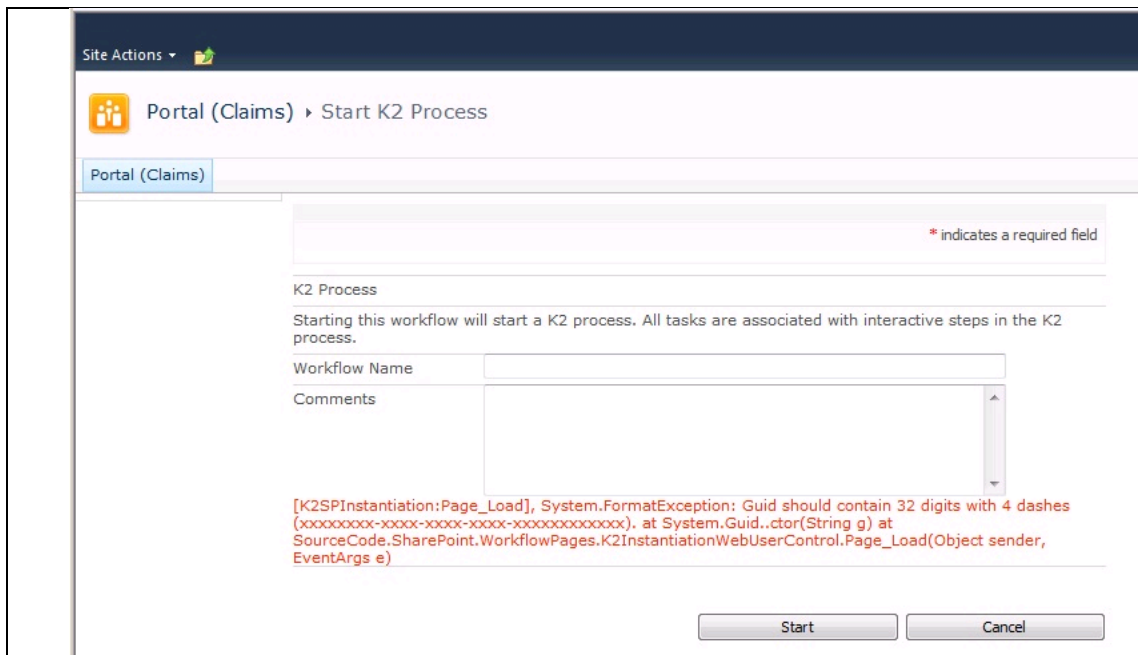 Site Actions
Portal (Claims) ▸ Start K2 Process
Portal (Claims)
* indicates a required field
K2 Process
Starting this workflow will start a K2 process. All tasks are associated with interactive steps in the K2
process.
Workflow Name
Comments
[K2SPInstantiation:Page_Load], System.FormatException: Guid should contain 32 digits with 4 dashes
(xxxxxxxx-xxxx-xxxx-xxxx-xxxxxxxxxxxx). at System.Guid..ctor(String g) at
SourceCode.SharePoint.WorkflowPages.K2InstantiationWebUserControl.Page_Load(Object sender,
EventArgs e)
Start Cancel